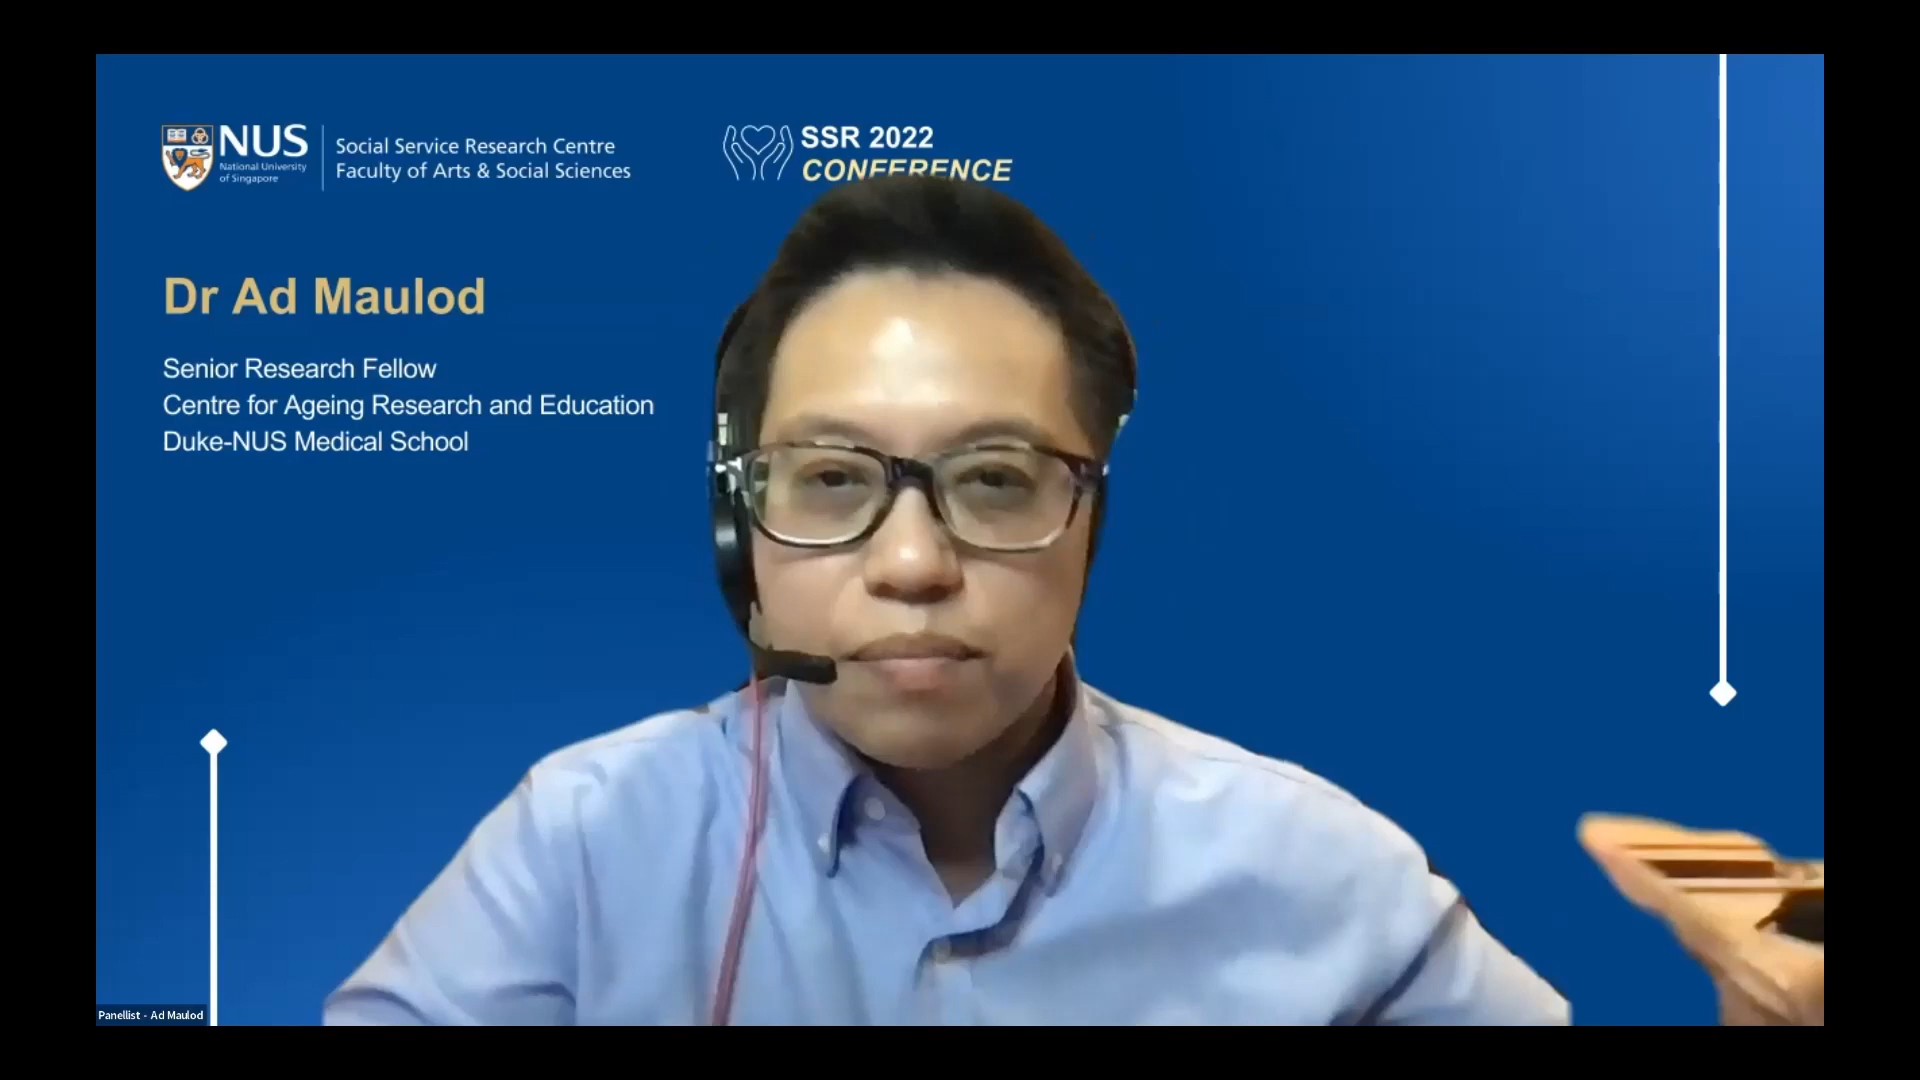 NUS
National University
of Singapore
Social Service Research Centre
Faculty of Arts & Social Sciences
SSR 2022
CONFERENCE
Dr Ad Maulod
Senior Research Fellow
Centre for Ageing Research and Education
Duke-NUS Medical School
Panellist - Ad Maulod